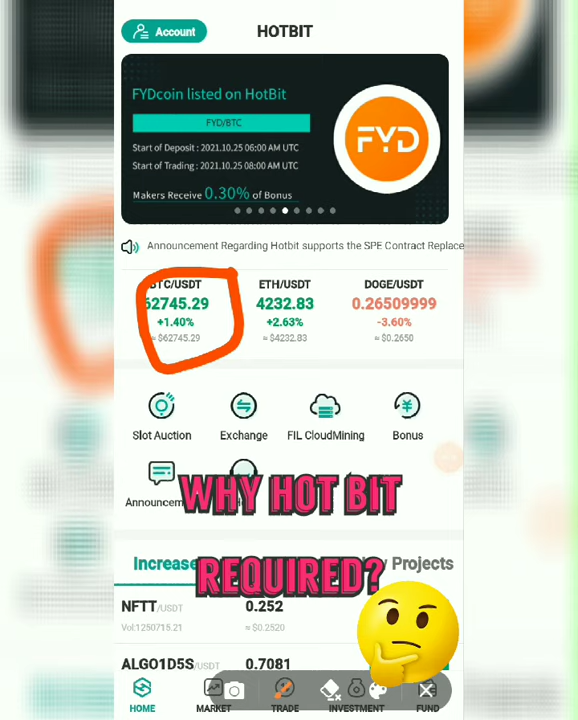 Account
HOTBIT
FYDcoin listed on HotBit
FYD/BTC
Start of Deposit : 2021.10.25 06:00 AM UTC
Start of Trading : 2021.10.25 08:00 AM UTC
Makers Receive 0.30% of Bonus
FYD
Announcement Regarding Hotbit supports the SPE Contract Replace
BTC/USDT ETH/USDT DOGE/USDT
62745.29 4232.83 0.26509999
+1.40% +2.63% -3.60%
≈ $62745.29 ≈ $4232.83 ≈ $0.2650
Slot Auction Exchange FIL CloudMining Bonus
WHY HOT BIT
REQUIRED?
Projects
NFTT/USDT 0.252
Vol:1250715.21 ≈ $0.2520
ALGO1D5S/USDT 0.7081
HOME MARKET TRADE INVESTMENT FUND